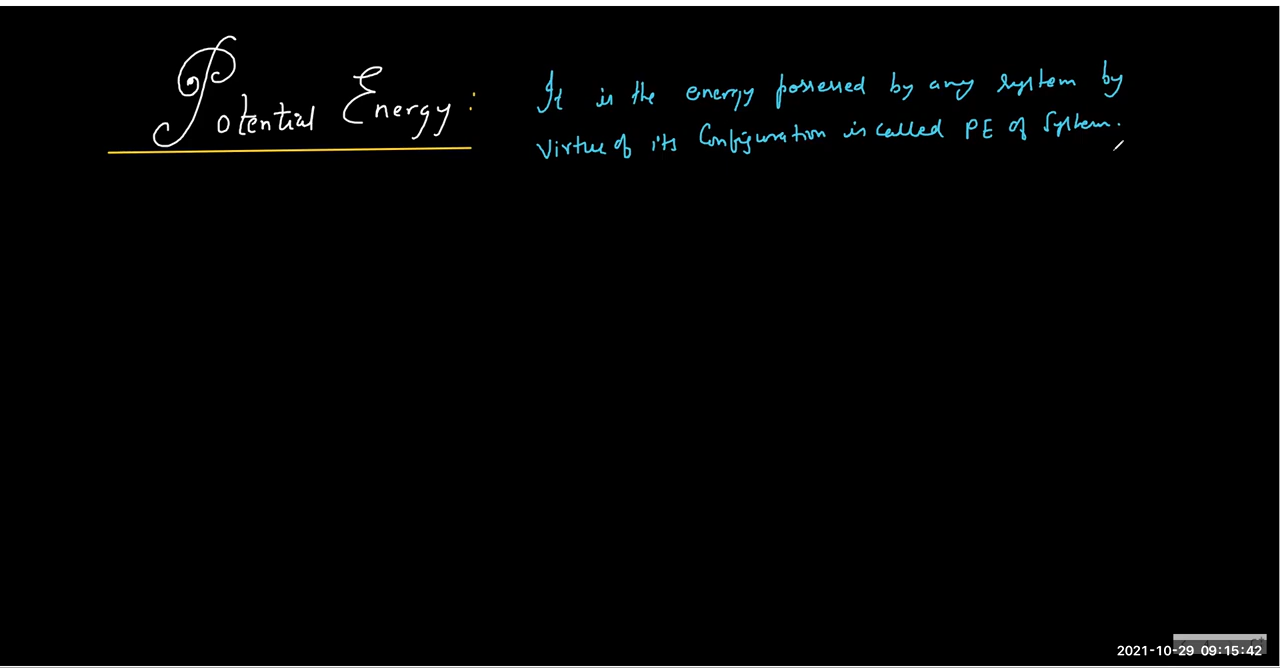 Potential Energy :
It is the energy possessed by any system by
virtue of its Configuration is called PE of System.
2021-10-29 09:15:42